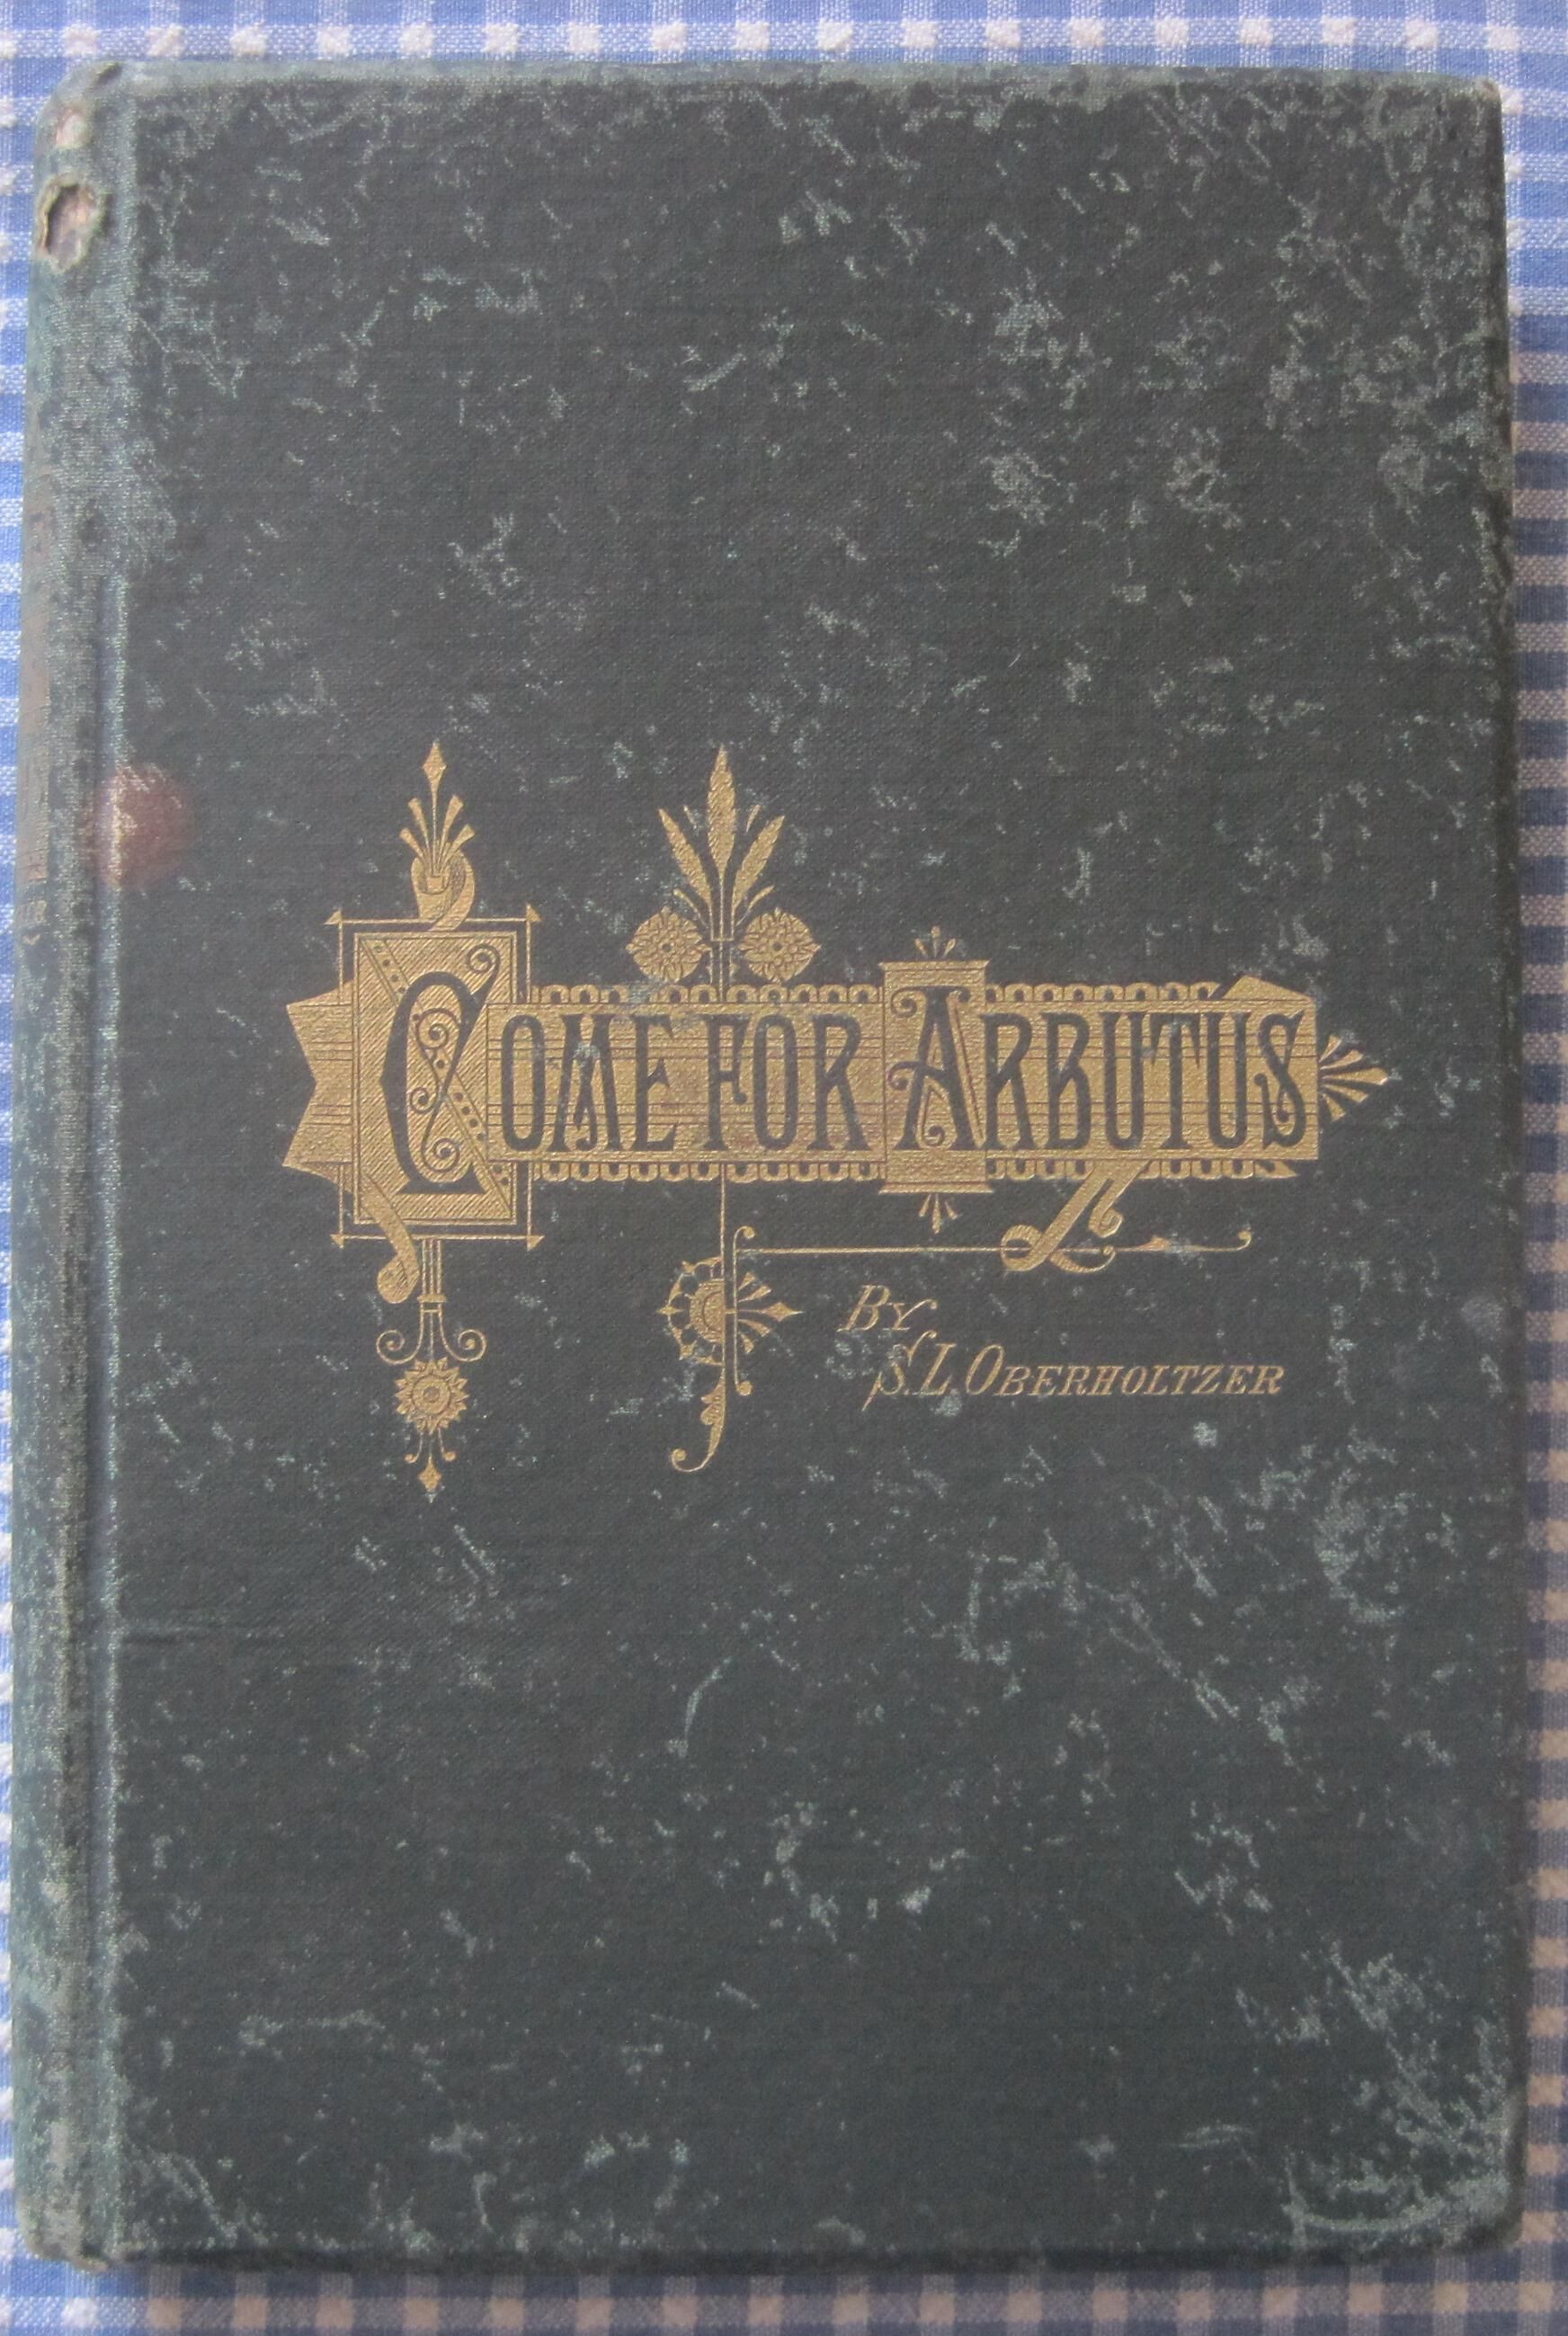 COME FOR ARBUTUS
BY
S. L. OBERHOLTZER